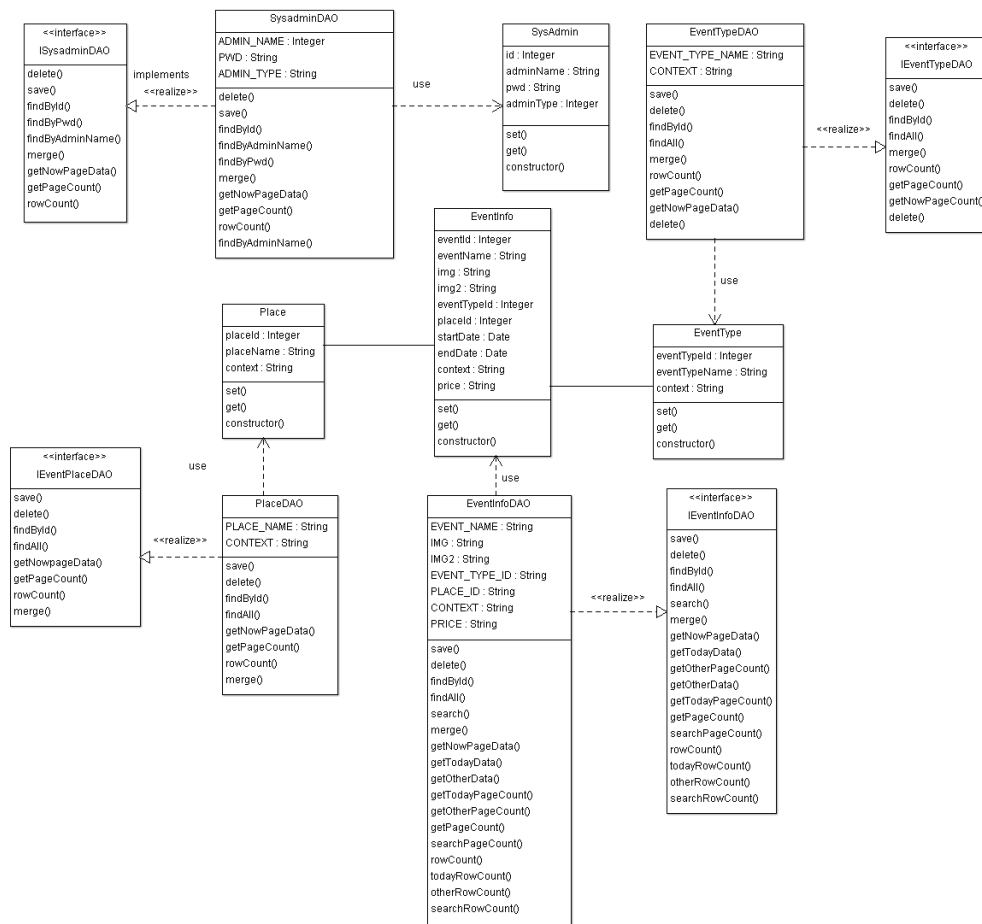 <<interface>>
ISysadminDAO
delete()
save()
findById()
findByPwd()
findByAdminName()
merge()
getNowPageData()
getPageCount()
rowCount()
implements
<<realize>>
SysadminDAO
ADMIN_NAME : Integer
PWD : String
ADMIN_TYPE : String
delete()
save()
findById()
findByAdminName()
findByPwd()
merge()
getNowPageData()
getPageCount()
rowCount()
findByAdminName()
use
SysAdmin
id : Integer
adminName : String
pwd : String
adminType : Integer
set()
get()
constructor()
EventTypeDAO
EVENT_TYPE_NAME : String
CONTEXT : String
save()
delete()
findById()
findAll()
merge()
rowCount()
getPageCount()
getNowPageData()
delete()
<<realize>>
<<interface>>
IEventTypeDAO
save()
delete()
findById()
findAll()
merge()
rowCount()
getPageCount()
getNowPageCount()
delete()
use
EventInfo
eventId : Integer
eventName : String
img : String
img2 : String
eventTypeId : Integer
placeId : Integer
startDate : Date
endDate : Date
context : String
price : String
set()
get()
constructor()
Place
placeId : Integer
placeName : String
context : String
set()
get()
constructor()
EventType
eventTypeId : Integer
eventTypeName : String
context : String
set()
get()
constructor()
use
use
<<interface>>
IEventPlaceDAO
save()
delete()
findById()
findAll()
getNowpageData()
getPageCount()
rowCount()
merge()
<<realize>>
PlaceDAO
PLACE_NAME : String
CONTEXT : String
save()
delete()
findById()
findAll()
getNowPageData()
getPageCount()
rowCount()
merge()
EventInfoDAO
EVENT_NAME : String
IMG : String
IMG2 : String
EVENT_TYPE_ID : String
PLACE_ID : String
CONTEXT : String
PRICE : String
save()
delete()
findById()
findAll()
search()
merge()
getNowPageData()
getTodayData()
getOtherData()
getTodayPageCount()
getOtherPageCount()
getPageCount()
searchPageCount()
rowCount()
todayRowCount()
otherRowCount()
searchRowCount()
<<realize>>
<<interface>>
IEventInfoDAO
save()
delete()
findById()
findAll()
search()
merge()
getNowPageData()
getTodayData()
getOtherPageCount()
getOtherData()
getTodayPageCount()
getPageCount()
searchPageCount()
rowCount()
todayRowCount()
otherRowCount()
searchRowCount()